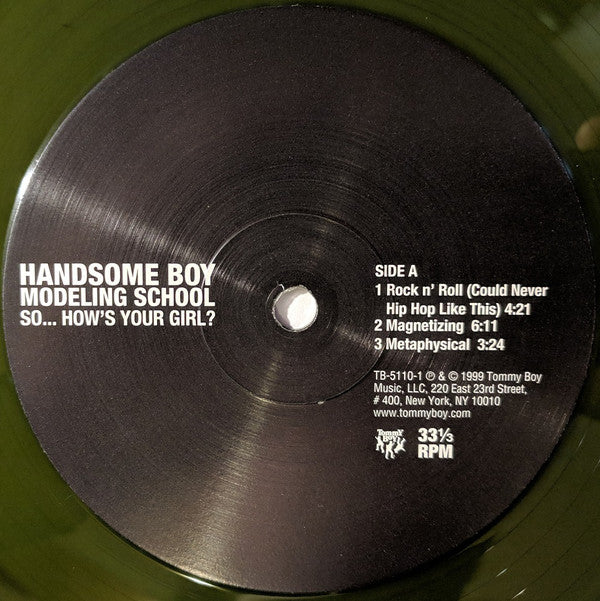 HANDSOME BOY
MODELING SCHOOL
SO... HOW'S YOUR GIRL?
SIDE A
1 Rock n' Roll (Could Never
Hip Hop Like This) 4:21
2 Magnetizing 6:11
3 Metaphysical 3:24
TB-5110-1 ℗ & © 1999 Tommy Boy
Music, LLC, 220 East 23rd Street,
# 400, New York, NY 10010
www.tommyboy.com
Tommy
Boy
33⅓
RPM